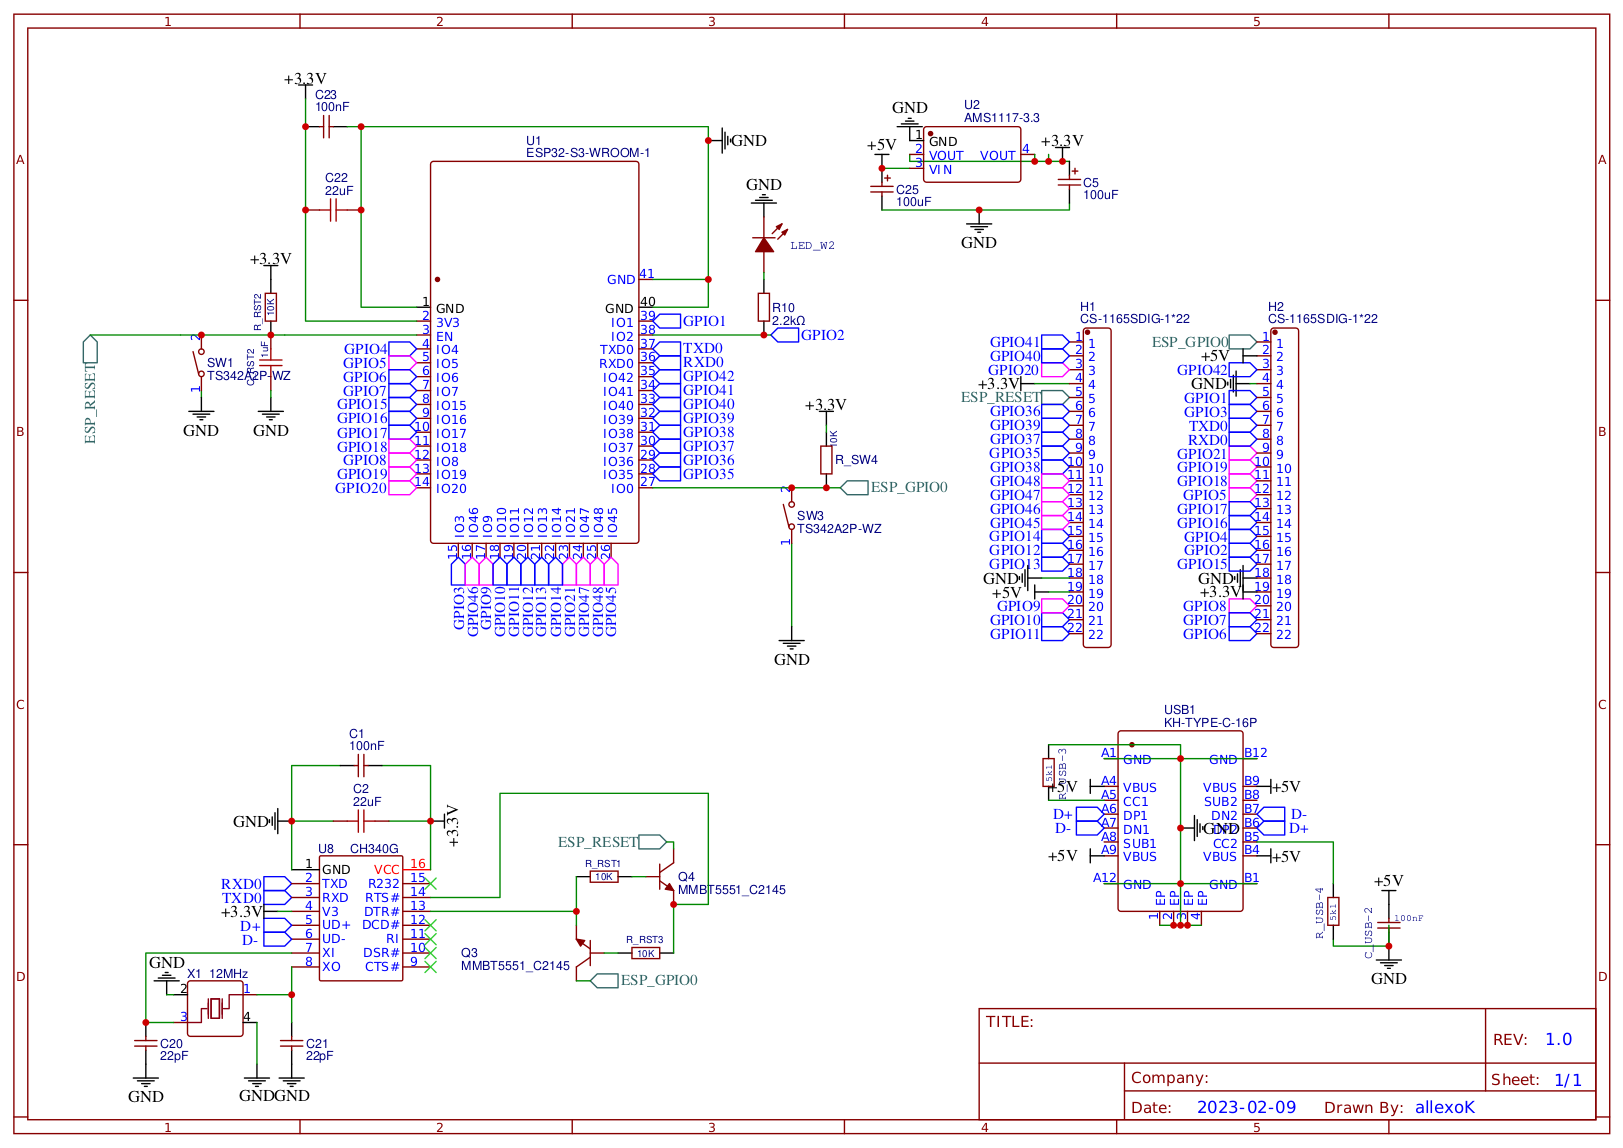 1 2 3 4 5
A
B
C
D
A
B
C
D
+3.3V
C23
100nF
C22
22uF
GND
U1
ESP32-S3-WROOM-1
GND 41
1 GND
2 3V3
3 EN
4 IO4
5 IO5
6 IO6
7 IO7
8 IO15
9 IO16
10 IO17
11 IO18
12 IO8
13 IO19
14 IO20
GPIO4
GPIO5
GPIO6
GPIO7
GPIO15
GPIO16
GPIO17
GPIO18
GPIO8
GPIO19
GPIO20
GND 40
IO1 39 GPIO1
IO2 38 GPIO2
TXD0 37 TXD0
RXD0 36 RXD0
IO42 35 GPIO42
IO41 34 GPIO41
IO40 33 GPIO40
IO39 32 GPIO39
IO38 31 GPIO38
IO37 30 GPIO37
IO36 29 GPIO36
IO35 28 GPIO35
IO0 27
IO3 IO46 IO9 IO10 IO11 IO12 IO13 IO14 IO21 IO47 IO48 IO45
15 16 17 18 19 20 21 22 23 24 25 26
GPIO3 GPIO46 GPIO9 GPIO10 GPIO11 GPIO12 GPIO13 GPIO14 GPIO21 GPIO47 GPIO48 GPIO45
+3.3V
R_RST2
10K
ESP_RESET
2
SW1
TS342A2P-WZ
1
C_RST2
1uF
GND
GND
GND
LED_W2
R10
2.2kΩ
+3.3V
10K
R_SW4
ESP_GPIO0
2
SW3
TS342A2P-WZ
1
GND
GND
U2
AMS1117-3.3
+5V
1 GND
2 VOUT
3 VIN
VOUT 4
+3.3V
+
C25
100uF
+
C5
100uF
GND
H1
CS-1165SDIG-1*22
GPIO41 1 1
GPIO40 2 2
GPIO20 3 3
+3.3V 4 4
ESP_RESET 5 5
GPIO36 6 6
GPIO39 7 7
GPIO37 8 8
GPIO35 9 9
GPIO38 10 10
GPIO48 11 11
GPIO47 12 12
GPIO46 13 13
GPIO45 14 14
GPIO14 15 15
GPIO12 16 16
GPIO13 17 17
GND 18 18
+5V 19 19
GPIO9 20 20
GPIO10 21 21
GPIO11 22 22
H2
CS-1165SDIG-1*22
ESP_GPIO0 1 1
+5V 2 2
GPIO42 3 3
GND 4 4
GPIO1 5 5
GPIO3 6 6
TXD0 7 7
RXD0 8 8
GPIO21 9 9
GPIO19 10 10
GPIO18 11 11
GPIO5 12 12
GPIO17 13 13
GPIO16 14 14
GPIO4 15 15
GPIO2 16 16
GPIO15 17 17
GND 18 18
+3.3V 19 19
GPIO8 20 20
GPIO7 21 21
GPIO6 22 22
C1
100nF
C2
22uF
GND
+3.3V
U8 CH340G
1 GND
2 TXD
3 RXD
4 V3
5 UD+
6 UD-
7 XI
8 XO
VCC 16
R232 15
RTS# 14
DTR# 13
DCD# 12
RI 11
DSR# 10
CTS# 9
RXD0
TXD0
+3.3V
D+
D-
GND
X1 12MHz
2
1
3
4
C20
22pF
C21
22pF
GND
GND
GND
ESP_RESET
R_RST1
10K
Q4
MMBT5551_C2145
R_RST3
10K
Q3
MMBT5551_C2145
ESP_GPIO0
USB1
KH-TYPE-C-16P
A1 GND
A4 VBUS
A5 CC1
A6 DP1
A7 DN1
A8 SUB1
A9 VBUS
A12 GND
GND B12
VBUS B9
SUB2 B8
DN2 B7
DP2 B6
CC2 B5
VBUS B4
GND B1
EP EP EP EP
1 2 3 4
R_USB-3
5k1
+5V
D+
D-
+5V
GND
+5V
D-
D+
+5V
R_USB-4
5k1
+5V
C_USB-2
100nF
GND
TITLE:
REV: 1.0
Company:
Sheet: 1/1
Date: 2023-02-09
Drawn By: allexoK
1 2 3 4 5